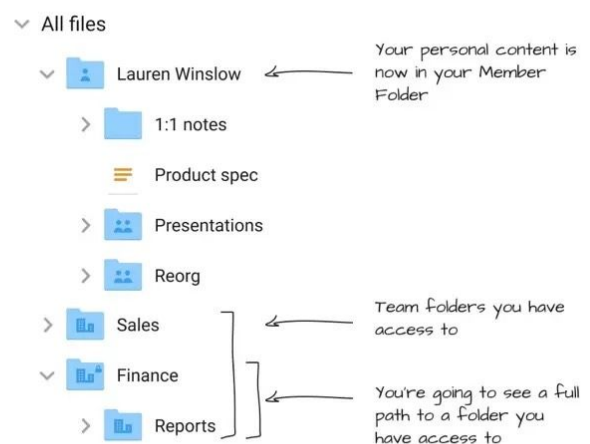 All files
Your personal content is
now in your Member
Folder
Lauren Winslow
1:1 notes
Product spec
Presentations
Reorg
Team folders you have
access to
Sales
Finance
You're going to see a full
path to a folder you
have access to
Reports